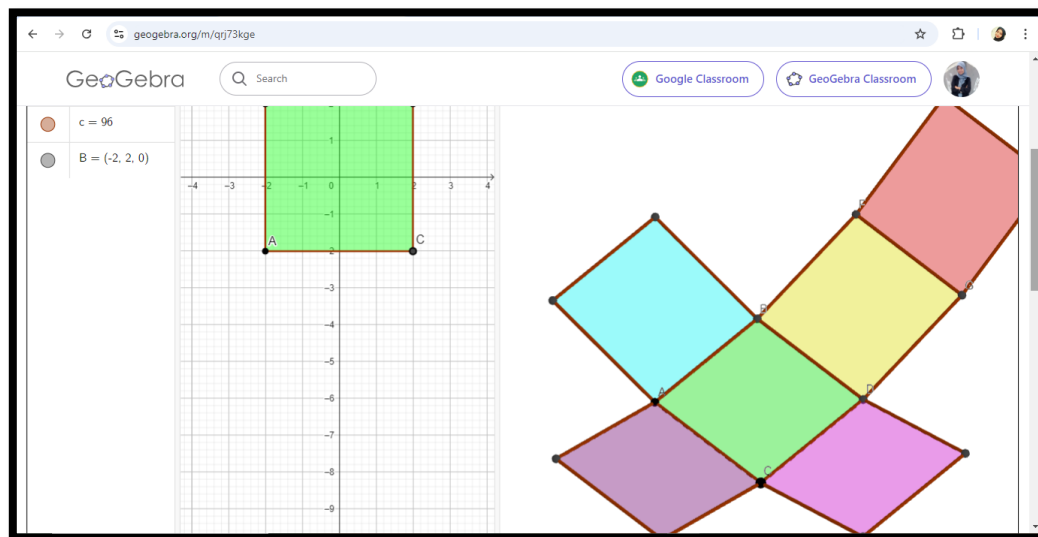 geogebra.org/m/qrj73kge
GeoGebra
Search
Google Classroom
GeoGebra Classroom
c = 96
B = (-2, 2, 0)
1
-4 -3 -2 -1 0 1 2 3 4
-1
A
C
-2
-3
-4
-5
-6
-7
-8
-9
B
A
D
C